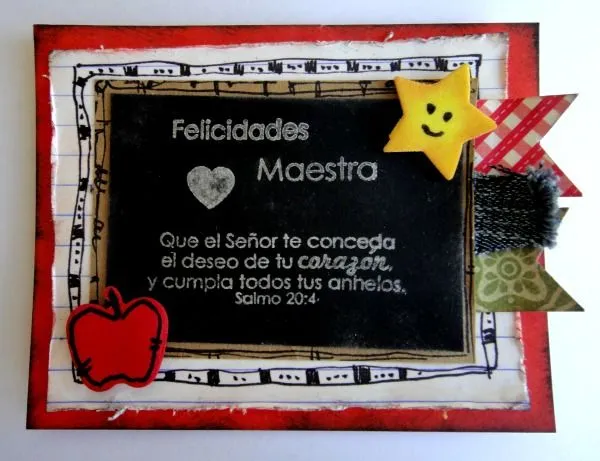 Felicidades
Maestra
Que el Señor te conceda
el deseo de tu corazón,
y cumpla todos tus anhelos.
Salmo 20:4